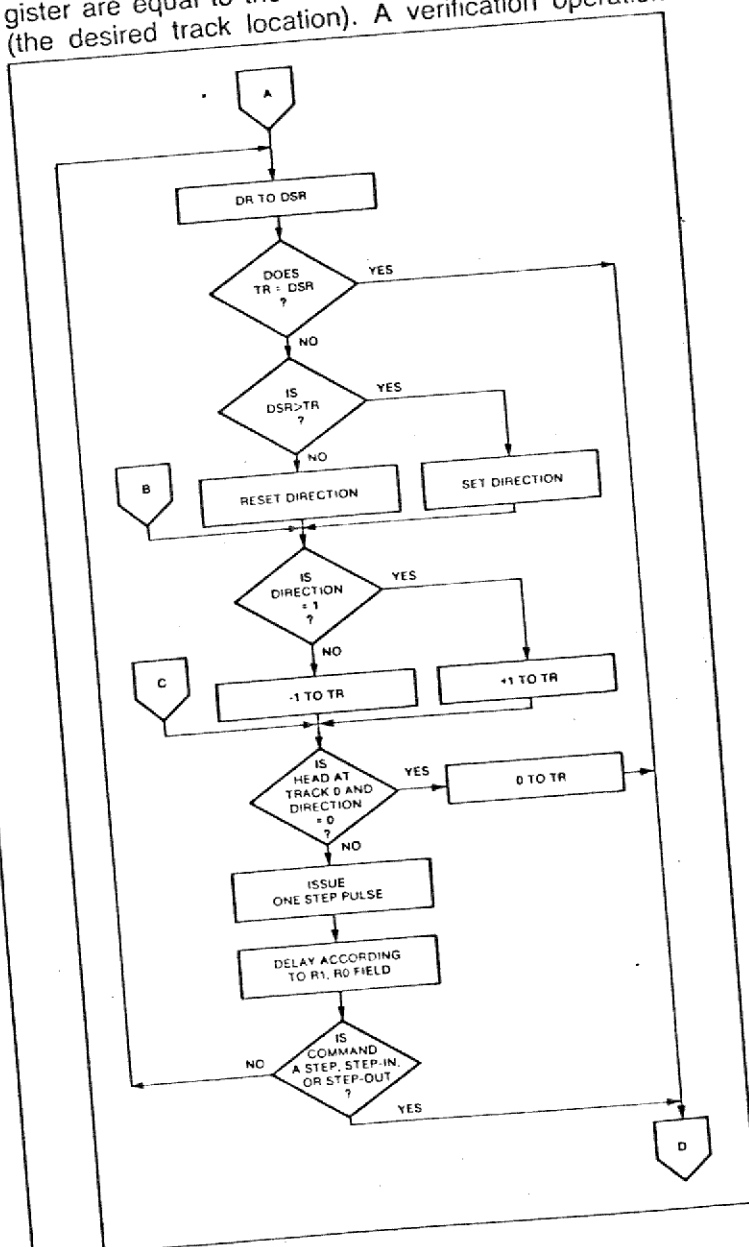 gister are equal to the
(the desired track location). A verification operation
A
DR TO DSR
DOES
TR = DSR
?
YES
NO
IS
DSR>TR
?
YES
NO
B
RESET DIRECTION
SET DIRECTION
IS
DIRECTION
= 1
?
YES
NO
C
-1 TO TR
+1 TO TR
IS
HEAD AT
TRACK 0 AND
DIRECTION
= 0
?
YES
0 TO TR
NO
ISSUE
ONE STEP PULSE
DELAY ACCORDING
TO R1, R0 FIELD
IS
COMMAND
A STEP, STEP-IN,
OR STEP-OUT
?
NO
YES
D